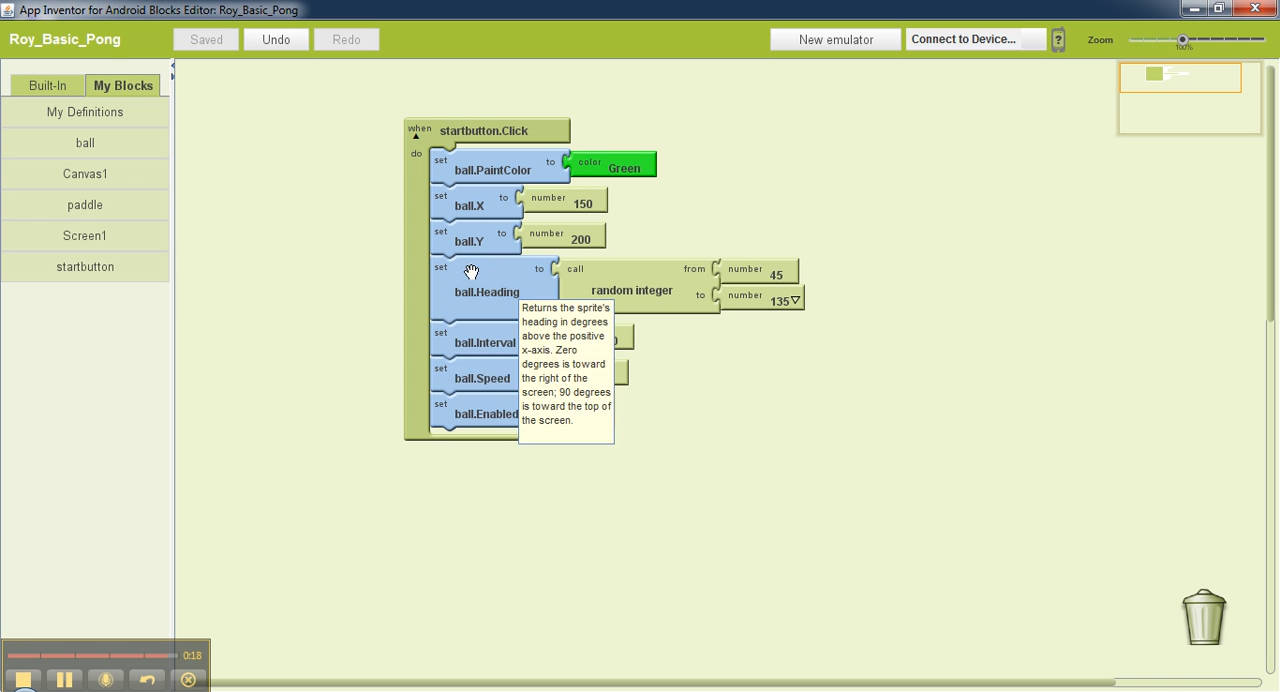 App Inventor for Android Blocks Editor: Roy_Basic_Pong
Roy_Basic_Pong
Saved
Undo
Redo
New emulator
Connect to Device...
?
Zoom
100%
Built-In
My Blocks
My Definitions
ball
Canvas1
paddle
Screen1
startbutton
when startbutton.Click
do
set ball.PaintColor to color Green
set ball.X to number 150
set ball.Y to number 200
set ball.Heading to call random integer from number 45
to number 135
set ball.Interval
set ball.Speed
set ball.Enabled
Returns the sprite's
heading in degrees
above the positive
x-axis. Zero
degrees is toward
the right of the
screen; 90 degrees
is toward the top of
the screen.
0:18